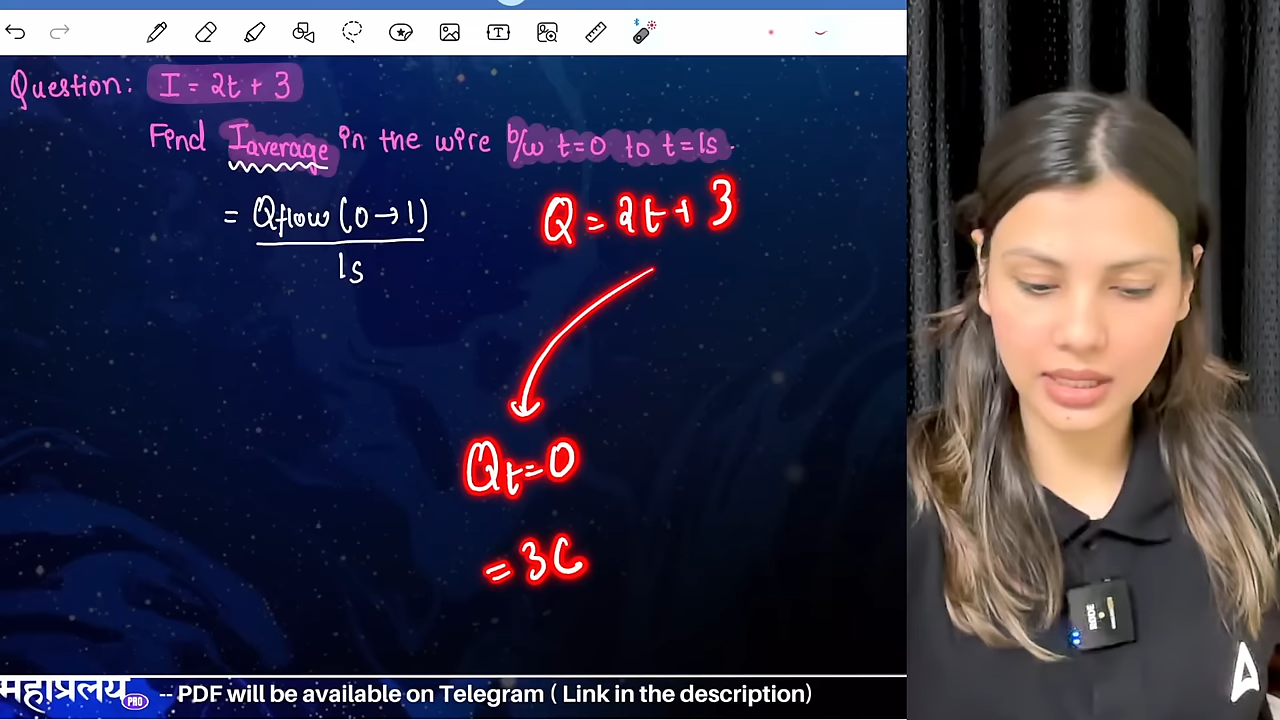 Question: I = 2t + 3
Find Iaverage in the wire b/w t=0 to t=1s.
= Qflow (0→1)
1s
Q = 2t + 3
Qt=0
= 3C
महाप्रलय PRO -- PDF will be available on Telegram ( Link in the description)